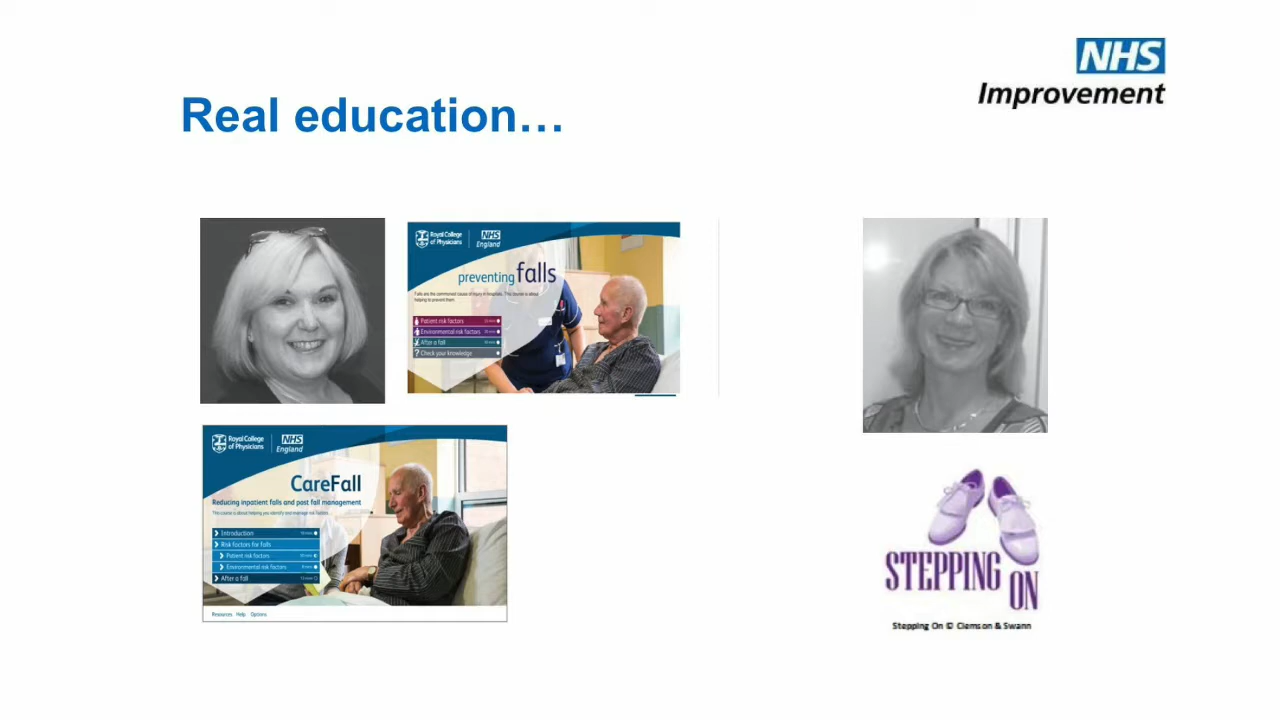 NHS
Improvement
Real education…
Royal College
of Physicians
NHS
England
preventing falls
Falls are the commonest cause of injury in hospitals. This course is about
helping to prevent them.
Patient risk factors
Environmental risk factors
After a fall
Check your knowledge
Royal College
of Physicians
NHS
England
CareFall
Reducing inpatient falls and post fall management
This course is about helping you identify and manage risk factors.
Introduction
Risk factors for falls
Patient risk factors
Environmental risk factors
After a fall
Resources Help Options
STEPPING
ON
Stepping On © Clemson & Swann